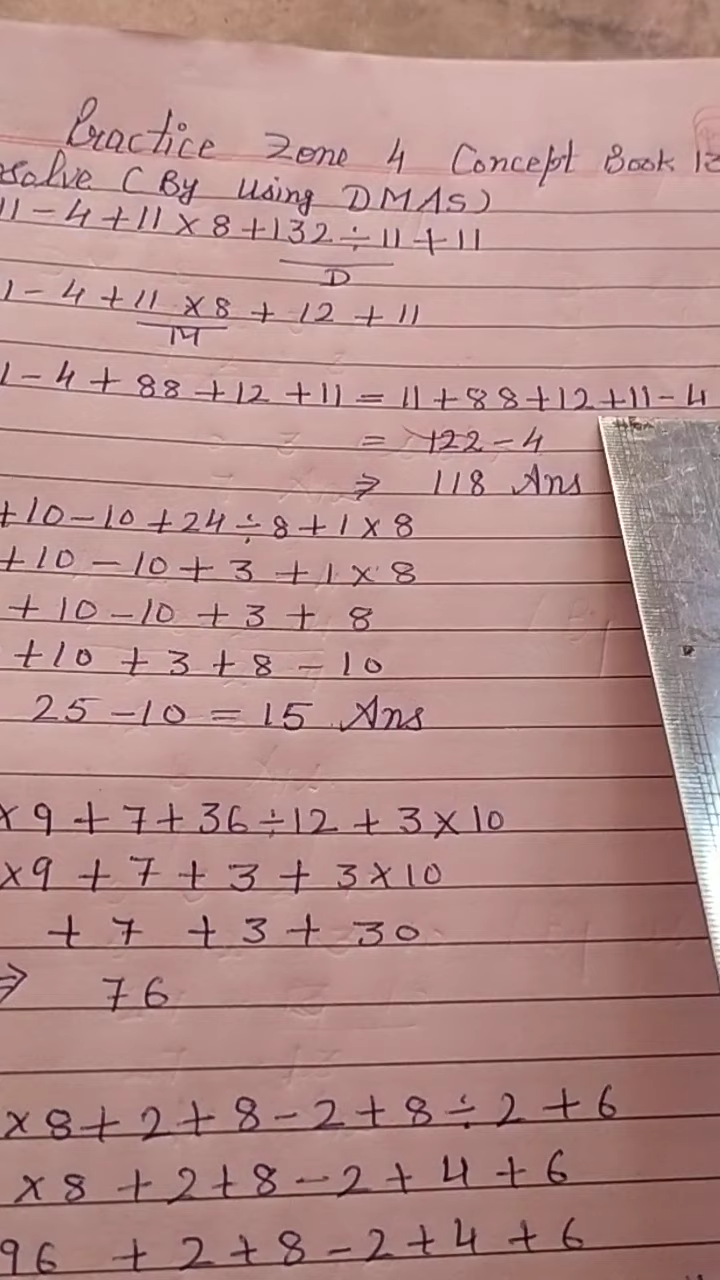 Practice Zone 4 Concept Book
solve (By using DMAS)
11 - 4 + 11 × 8 + 132 ÷ 11 + 11
D
1 - 4 + 11 × 8 + 12 + 11
M
1 - 4 + 88 + 12 + 11 = 11 + 88 + 12 + 11 - 4
= 122 - 4
⇒ 118 Ans
+10 - 10 + 24 ÷ 8 + 1 × 8
+10 - 10 + 3 + 1 × 8
+ 10 - 10 + 3 + 8
+10 + 3 + 8 - 10
25 - 10 = 15 Ans
× 9 + 7 + 36 ÷ 12 + 3 × 10
×9 + 7 + 3 + 3×10
+ 7 + 3 + 30
⇒ 76
× 8 + 2 + 8 - 2 + 8 ÷ 2 + 6
× 8 + 2 + 8 - 2 + 4 + 6
96 + 2 + 8 - 2 + 4 + 6